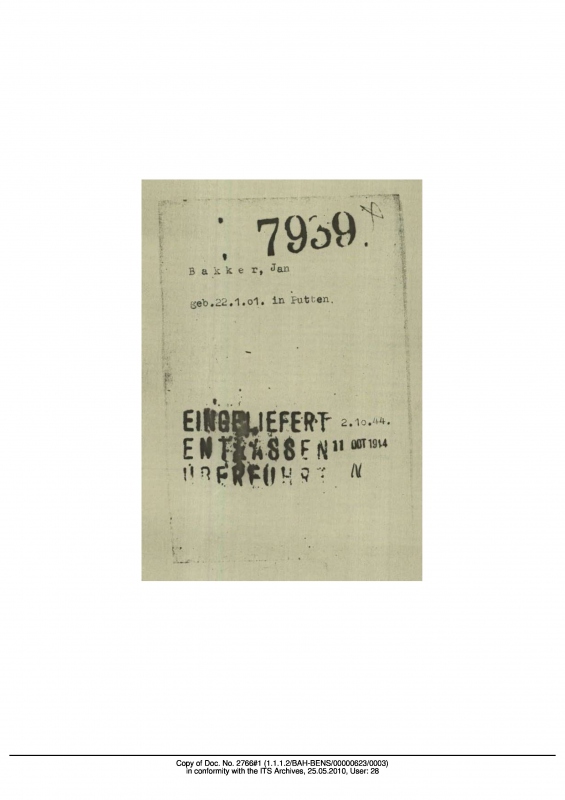 7959.
Bakker, Jan
geb.22.1.01. in Putten.
EINGELIEFERT 2.10.44.
ENTLASSEN 11 OCT 1944
ÜBERFÜHRT N
Copy of Doc. No. 2766#1 (1.1.1.2/BAH-BENS/00000623/0003)
in conformity with the ITS Archives, 25.05.2010, User: 28